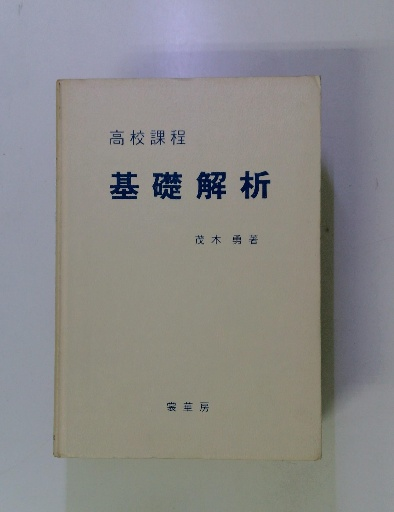 高校課程
基礎解析
茂木 勇 著
裳華房